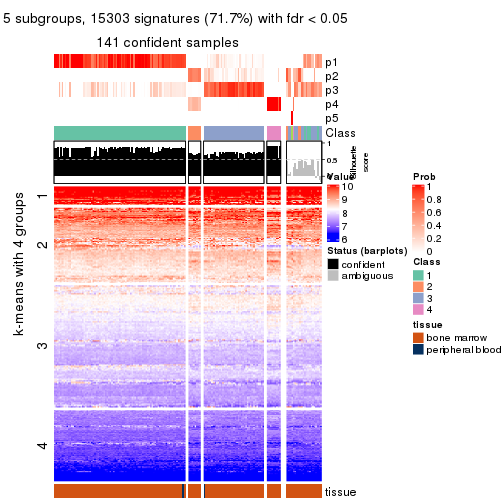 5 subgroups, 15303 signatures (71.7%) with fdr < 0.05
141 confident samples
p1
p2
p3
p4
p5
Class
1
0.5
0
Silhouette
score
k-means with 4 groups
1
2
3
4
tissue
Value
10
9
8
7
6
Status (barplots)
confident
ambiguous
Prob
1
0.8
0.6
0.4
0.2
0
Class
1
2
3
4
tissue
bone marrow
peripheral blood